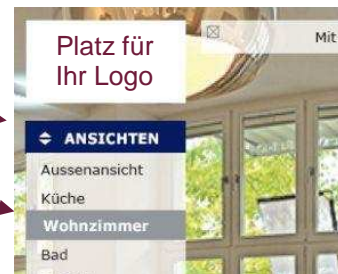 Platz für
Ihr Logo
Mit
ANSICHTEN
Aussenansicht
Küche
Wohnzimmer
Bad